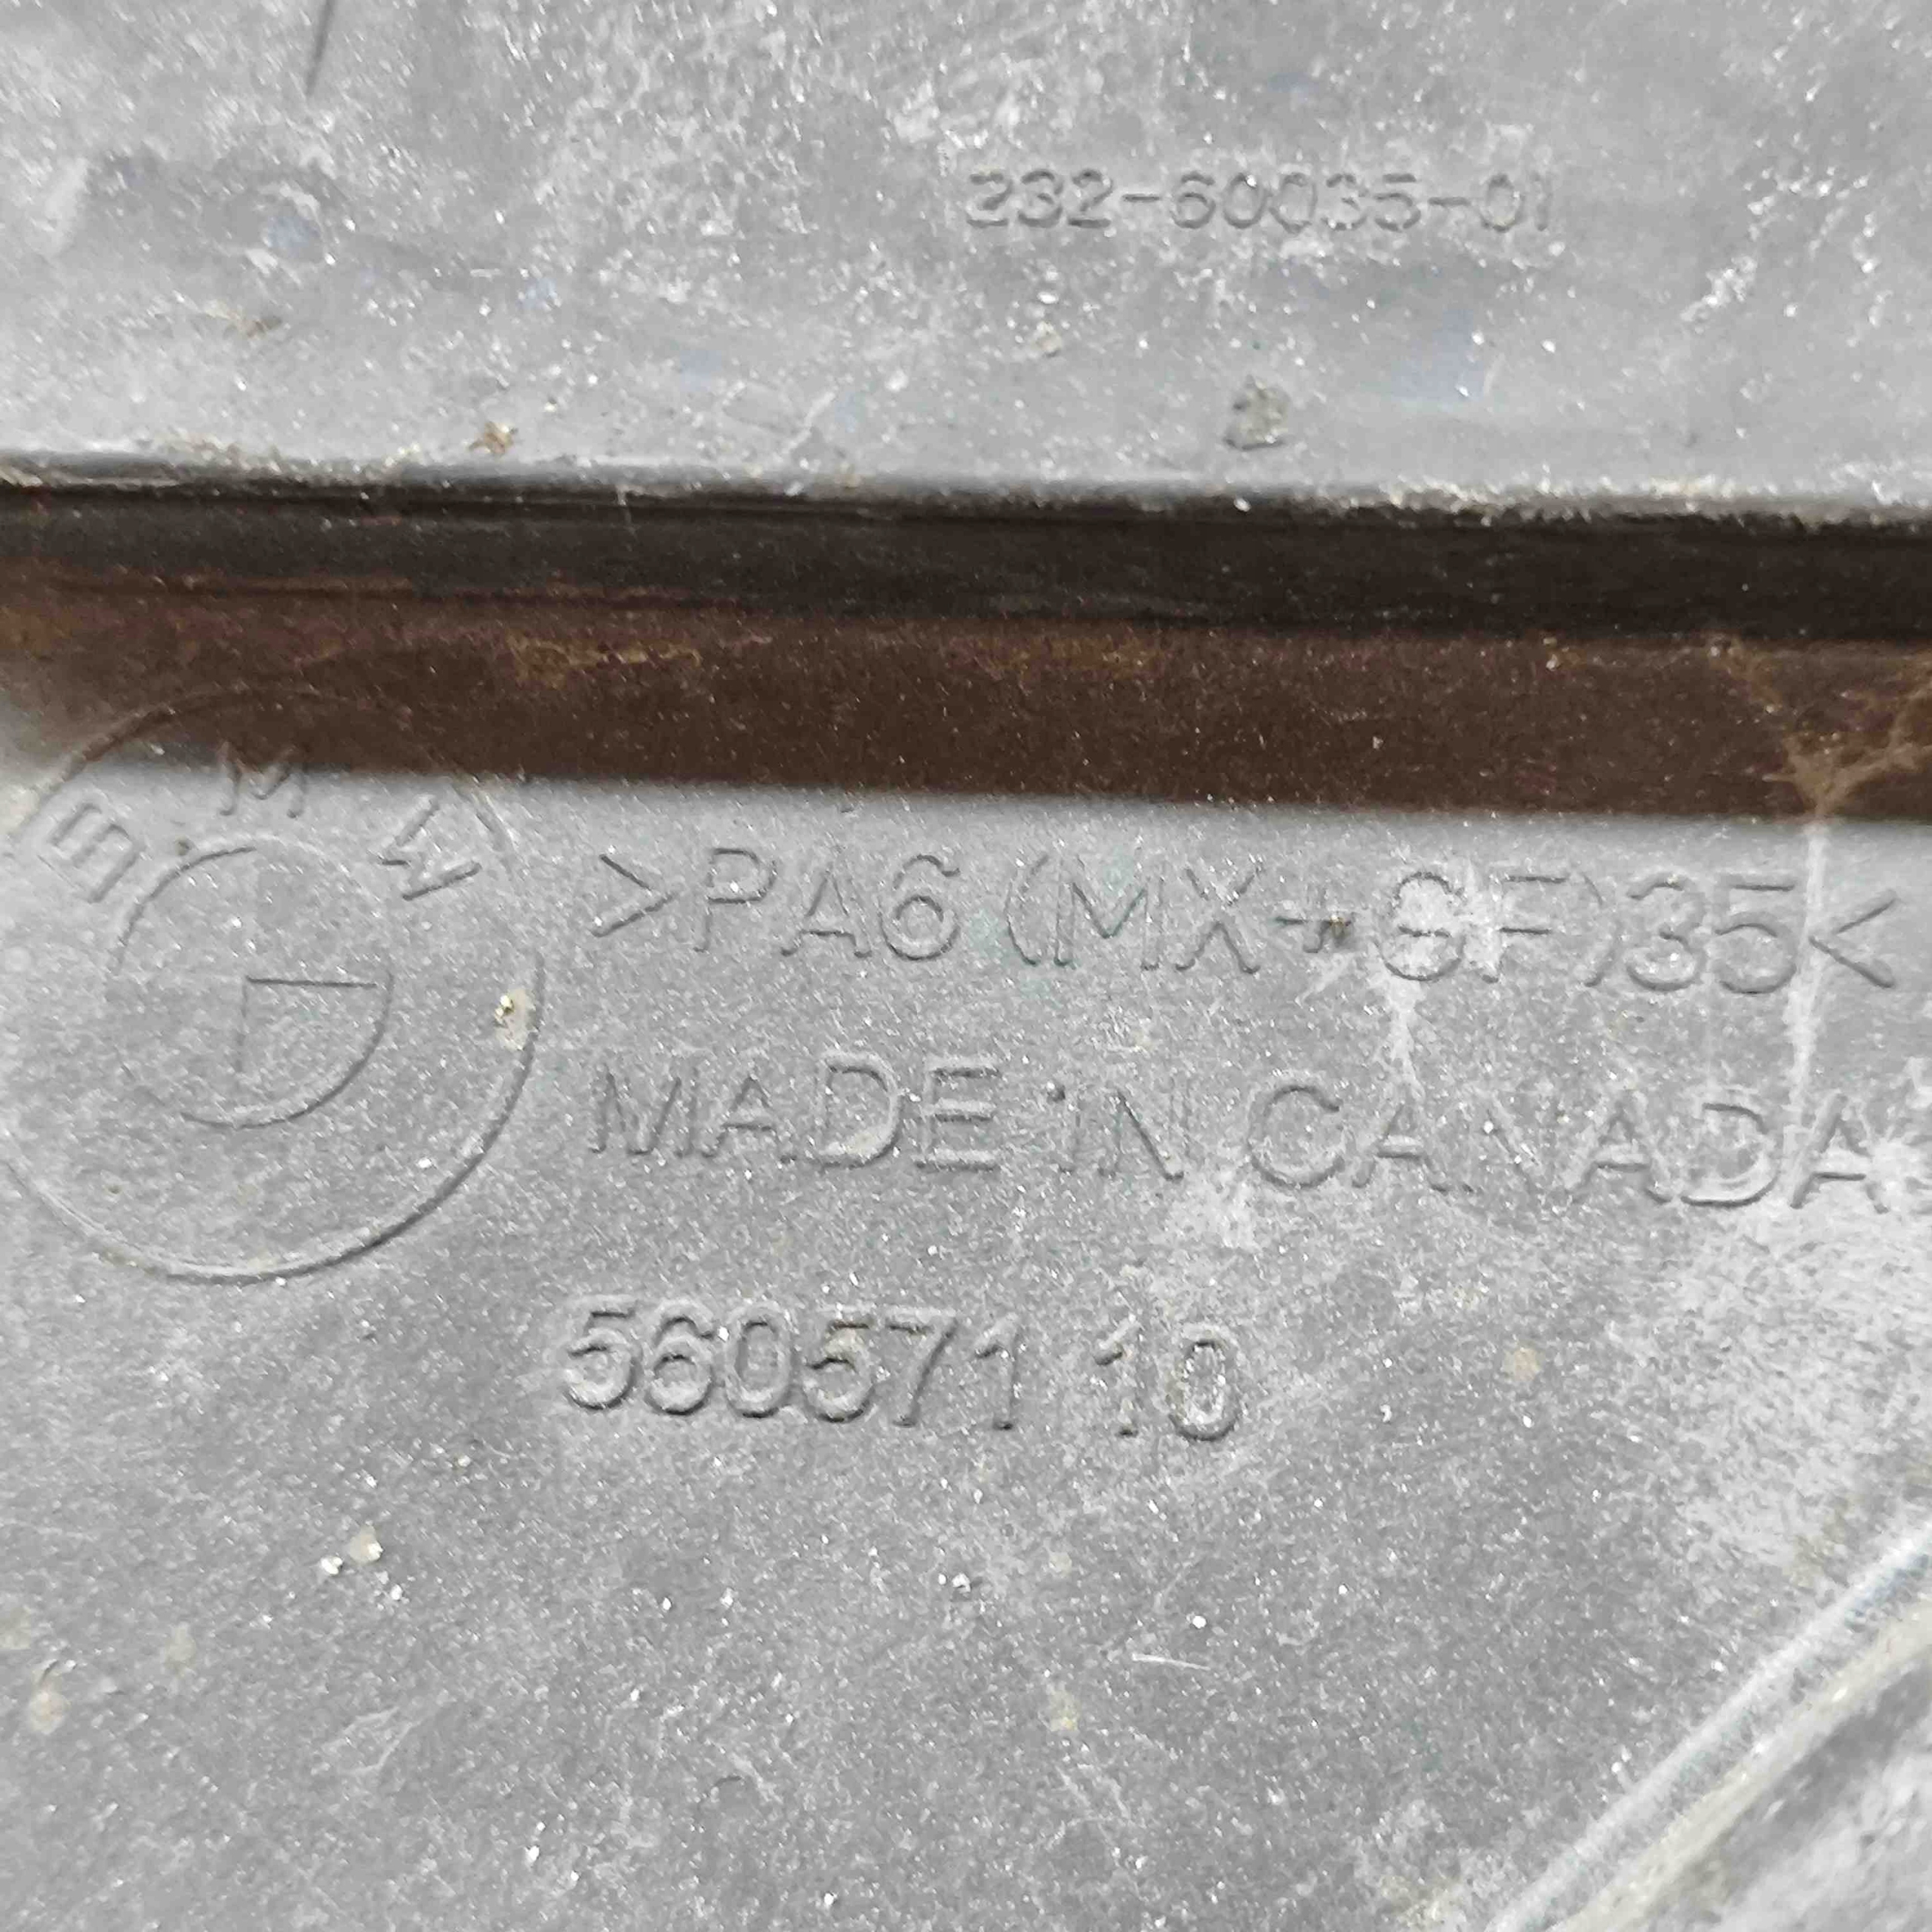 232-60035-01
BMW
>PA6(MX+GF)35<
MADE IN CANADA
560571 10